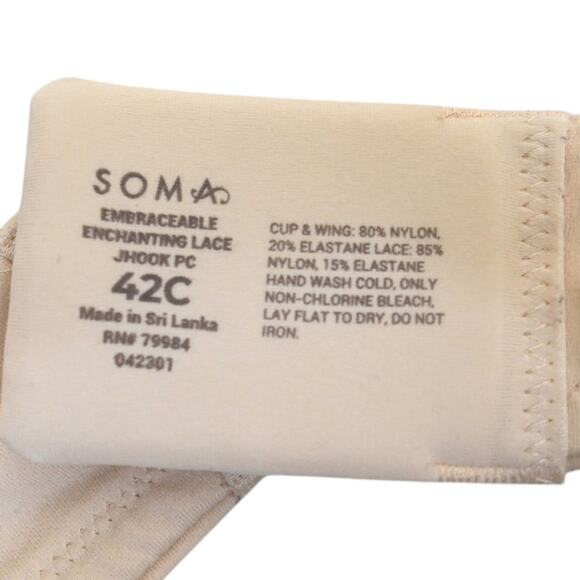 SOMA
EMBRACEABLE
ENCHANTING LACE
JHOOK PC
42C
Made in Sri Lanka
RN# 79984
042301
CUP & WING: 80% NYLON,
20% ELASTANE LACE: 85%
NYLON, 15% ELASTANE
HAND WASH COLD, ONLY
NON-CHLORINE BLEACH,
LAY FLAT TO DRY, DO NOT
IRON.